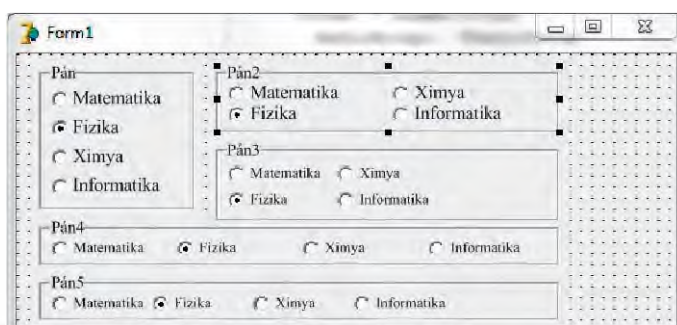 Form1
Pán
Matematika
Fizika
Ximya
Informatika
Pán2
Matematika Ximya
Fizika Informatika
Pán3
Matematika Ximya
Fizika Informatika
Pán4
Matematika Fizika Ximya Informatika
Pán5
Matematika Fizika Ximya Informatika